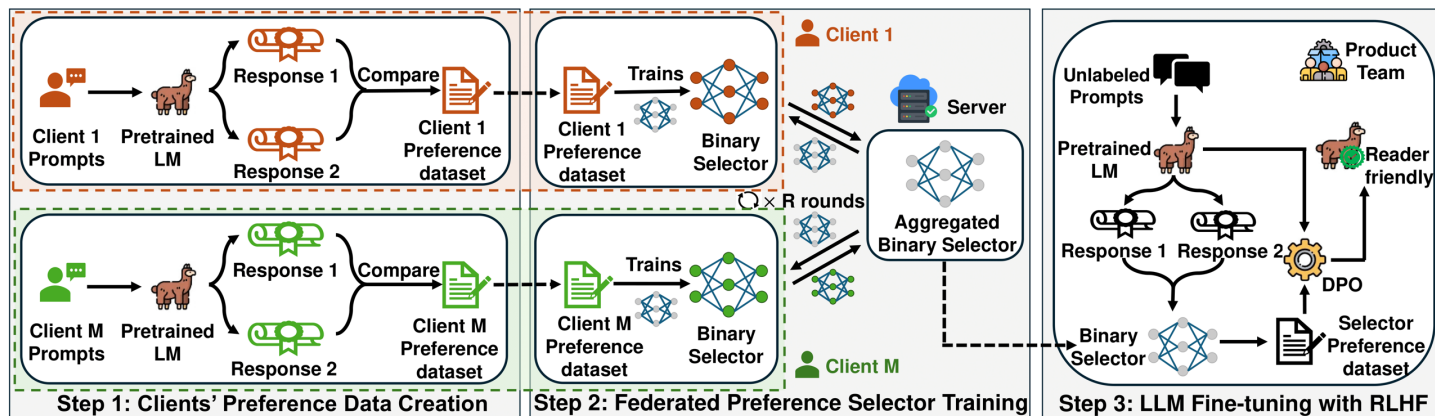 Client 1
Prompts
Pretrained
LM
Response 1
Response 2
Compare
Client 1
Preference
dataset
Client M
Prompts
Pretrained
LM
Response 1
Response 2
Compare
Client M
Preference
dataset
Step 1: Clients' Preference Data Creation
Client 1
Preference
dataset
Trains
Binary
Selector
Client 1
Server
Aggregated
Binary Selector
× R rounds
Client M
Preference
dataset
Trains
Binary
Selector
Client M
Step 2: Federated Preference Selector Training
Unlabeled
Prompts
Product
Team
Pretrained
LM
Reader
friendly
Response 1
Response 2
DPO
Binary
Selector
Selector
Preference
dataset
Step 3: LLM Fine-tuning with RLHF